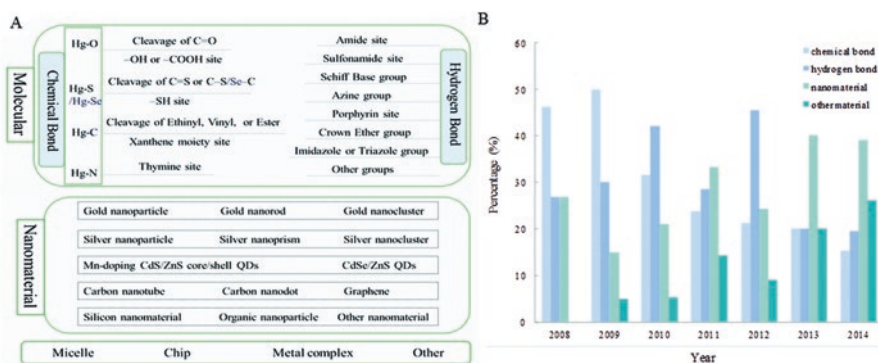 A
Molecular
Chemical Bond
Hg-O
Cleavage of C=O
–OH or –COOH site
Hg-S
/Hg-Se
Cleavage of C=S or C–S/Se–C
–SH site
Hg-C
Cleavage of Ethinyl, Vinyl, or Ester
Xanthene moiety site
Hg-N
Thymine site
Amide site
Sulfonamide site
Schiff Base group
Azine group
Porphyrin site
Crown Ether group
Imidazole or Triazole group
Other groups
Hydrogen Bond
Nanomaterial
Gold nanoparticle Gold nanorod Gold nanocluster
Silver nanoparticle Silver nanoprism Silver nanocluster
Mn-doping CdS/ZnS core/shell QDs CdSe/ZnS QDs
Carbon nanotube Carbon nanodot Graphene
Silicon nanomaterial Organic nanoparticle Other nanomaterial
Micelle Chip Metal complex Other
B
Percentage (%)
60
50
40
30
20
10
0
chemical bond
hydrogen bond
nanomaterial
othermaterial
2008 2009 2010 2011 2012 2013 2014
Year